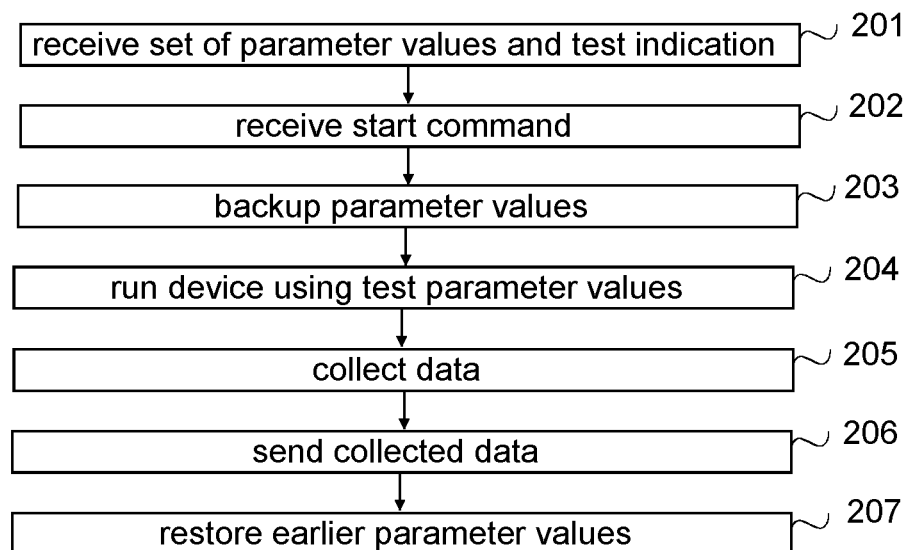 receive set of parameter values and test indication 201
receive start command 202
backup parameter values 203
run device using test parameter values 204
collect data 205
send collected data 206
restore earlier parameter values 207